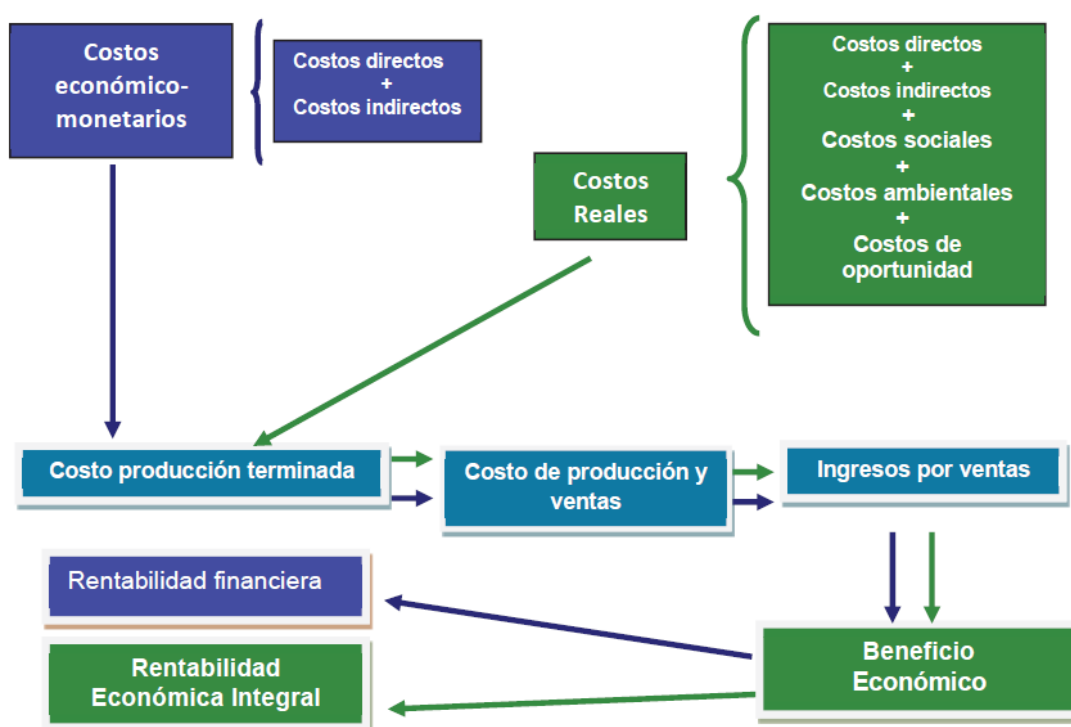 Costos
económico-
monetarios
Costos directos
+
Costos indirectos
Costos
Reales
Costos directos
+
Costos indirectos
+
Costos sociales
+
Costos ambientales
+
Costos de
oportunidad
Costo producción terminada
Costo de producción y
ventas
Ingresos por ventas
Rentabilidad financiera
Rentabilidad
Económica Integral
Beneficio
Económico